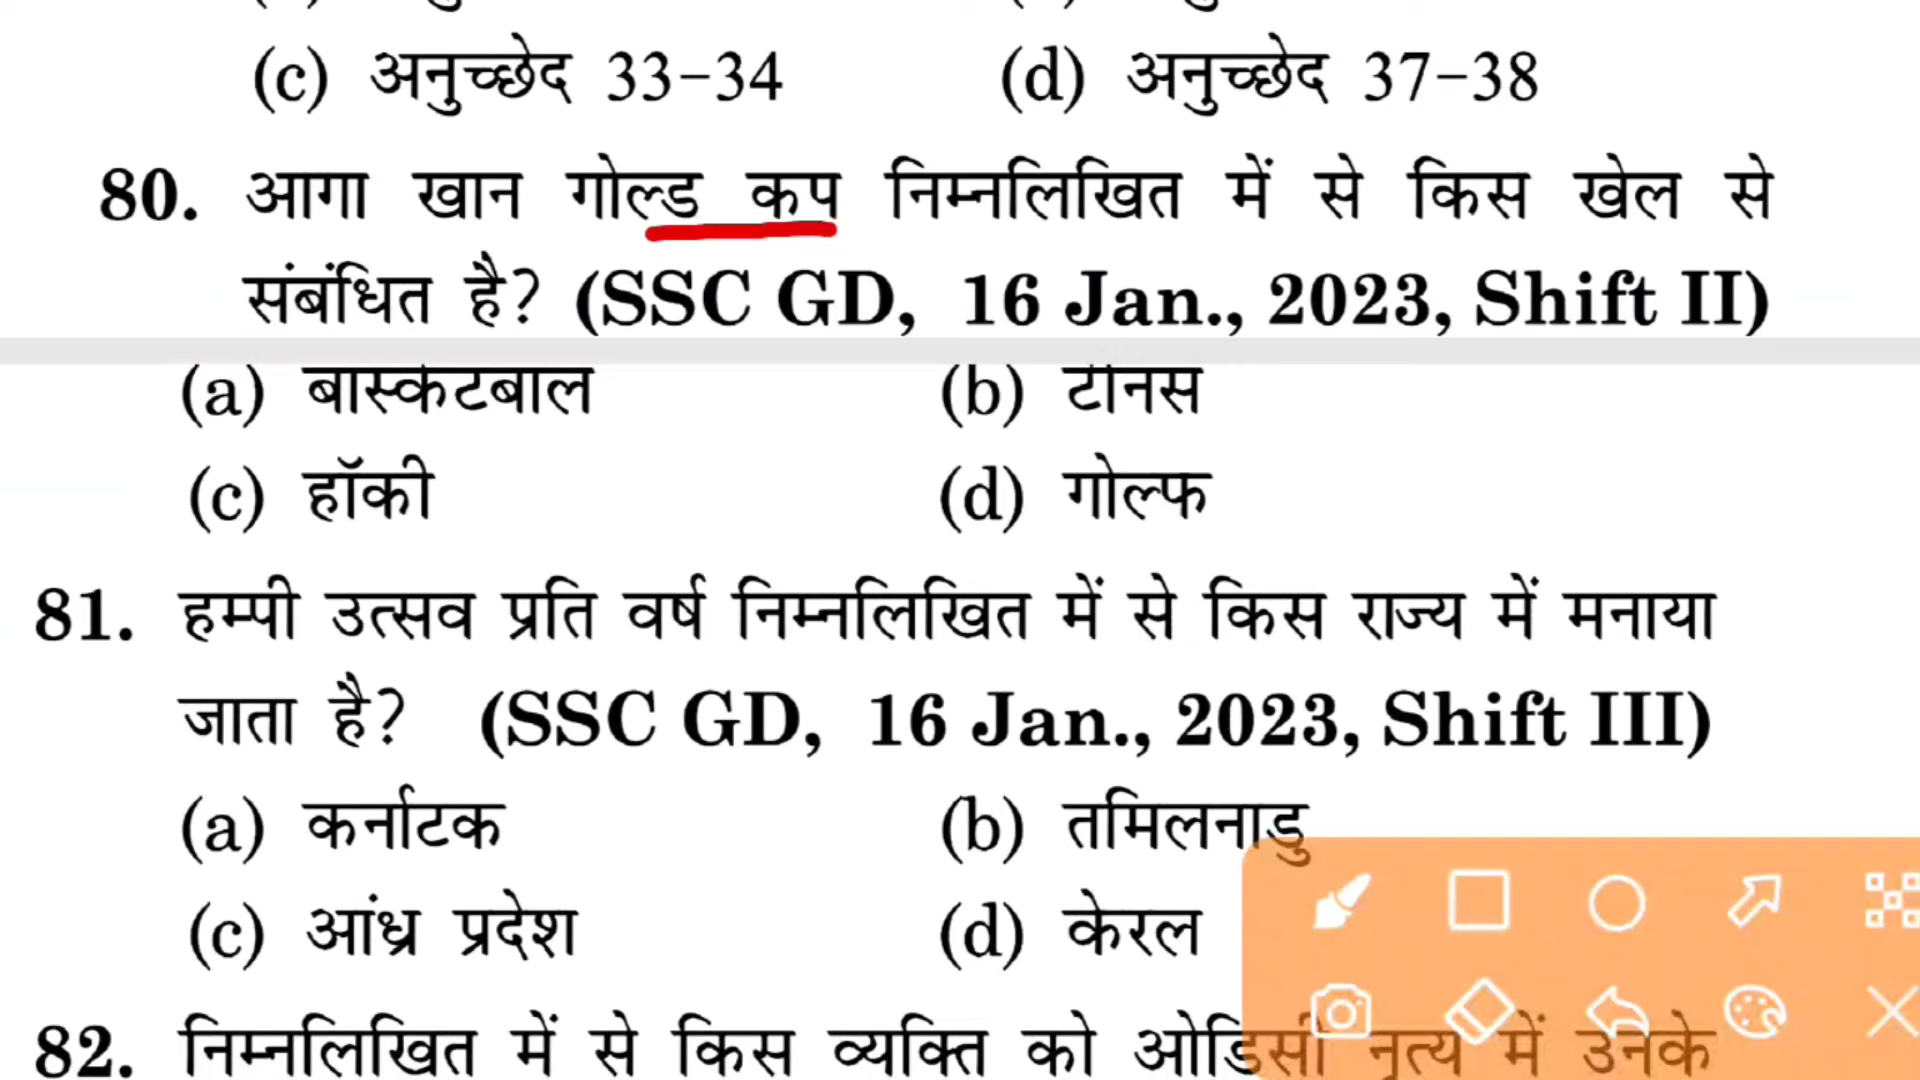 (c) अनुच्छेद 33-34 (d) अनुच्छेद 37-38
80. आगा खान गोल्ड कप निम्नलिखित में से किस खेल से
संबंधित है? (SSC GD, 16 Jan., 2023, Shift II)
(a) बास्केटबाल (b) टेनिस
(c) हॉकी (d) गोल्फ
81. हम्पी उत्सव प्रति वर्ष निम्नलिखित में से किस राज्य में मनाया
जाता है? (SSC GD, 16 Jan., 2023, Shift III)
(a) कर्नाटक (b) तमिलनाडु
(c) आंध्र प्रदेश (d) केरल
82. निम्नलिखित में से किस व्यक्ति को ओडिसी नृत्य में उनके